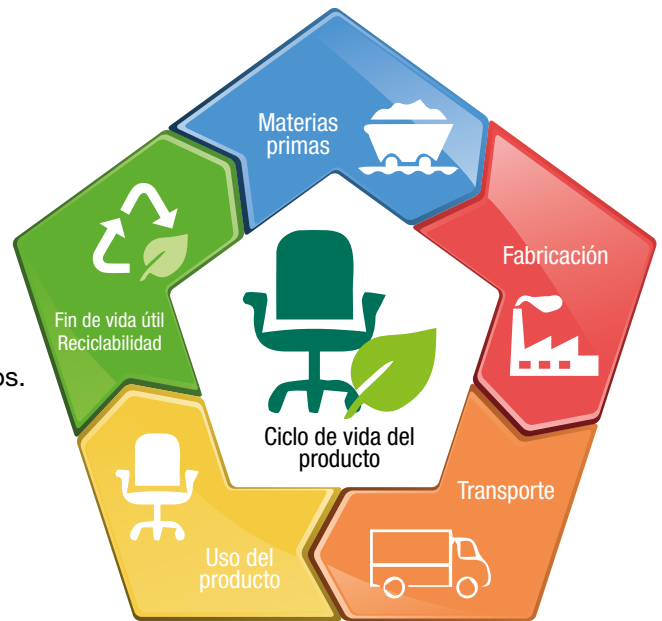 Materias
primas
Fabricación
Fin de vida útil
Reciclabilidad
os.
Ciclo de vida del
producto
Transporte
Uso del
producto